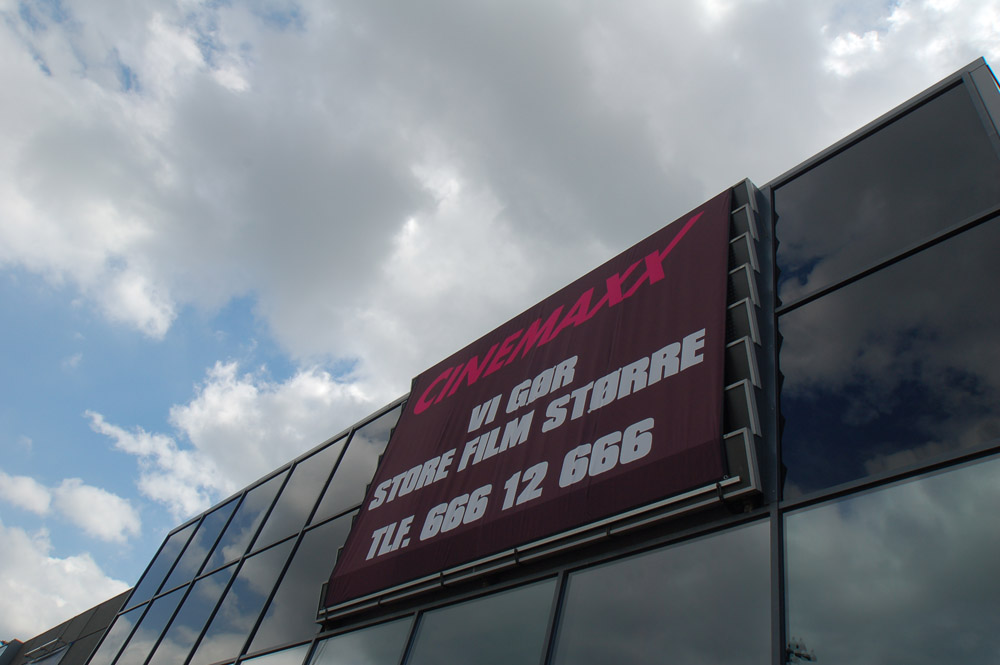 CINEMAXX
VI GØR
STORE FILM STØRRE
TLF. 666 12 666